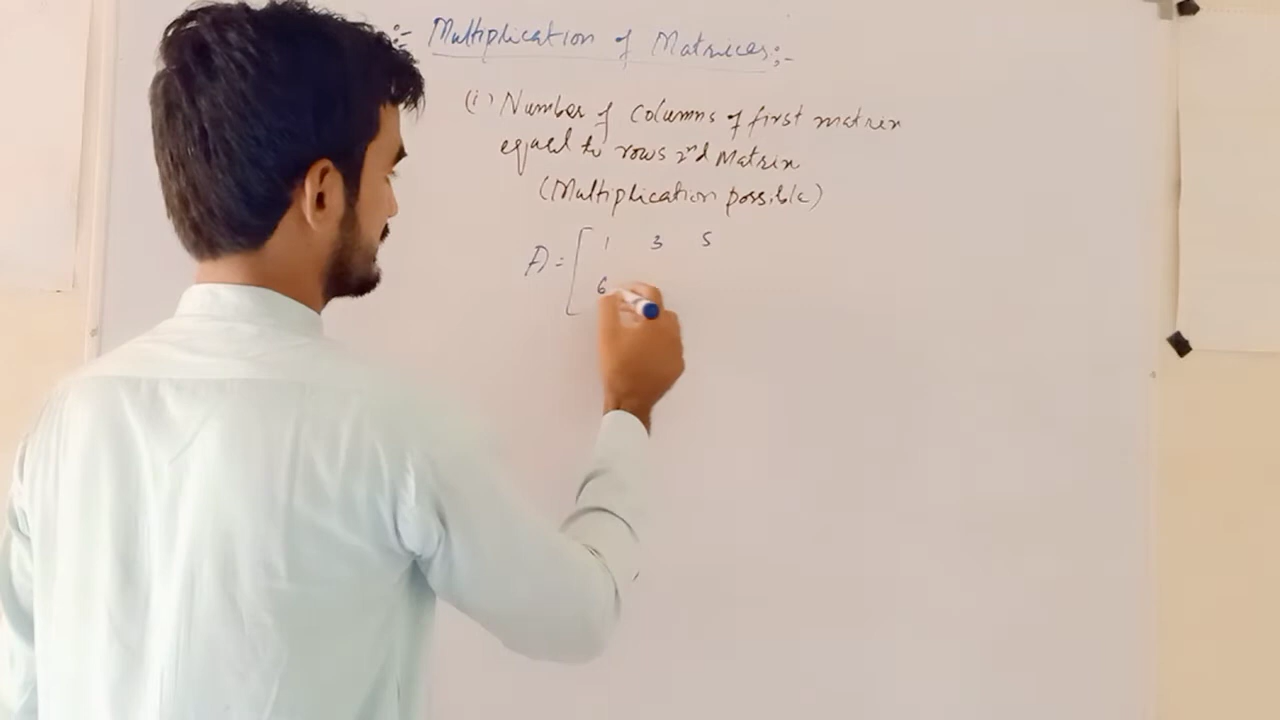 :- Multiplication of Matrices:-
(i) Number of Columns of first matrix
equal to rows 2nd Matrix
(Multiplication possible)
A = [ 1 3 5
6